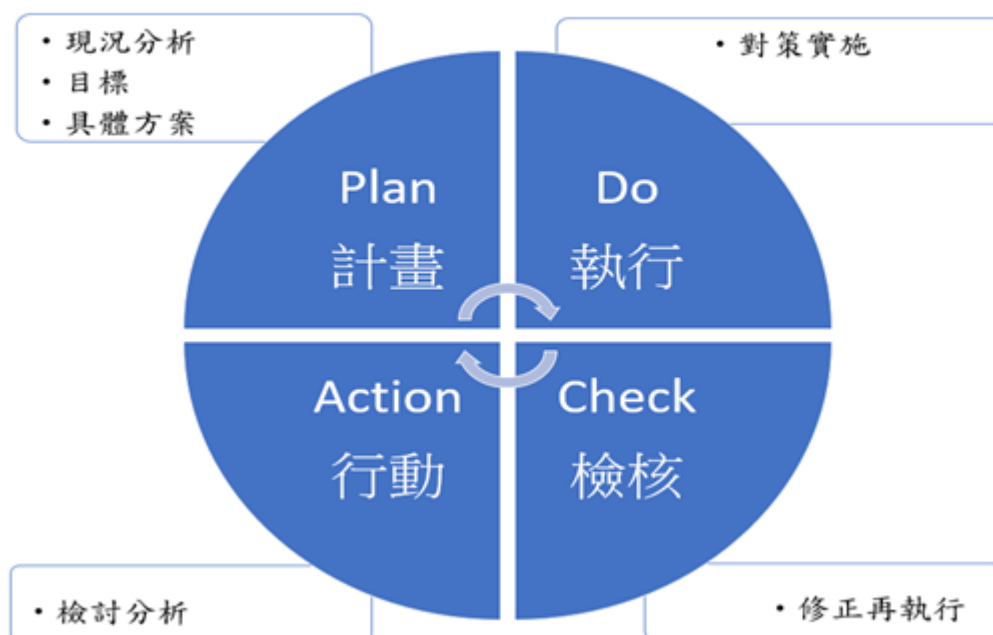 • 現況分析
• 目標
• 具體方案
• 對策實施
Plan
計畫
Do
執行
Action
行動
Check
檢核
• 檢討分析
• 修正再執行